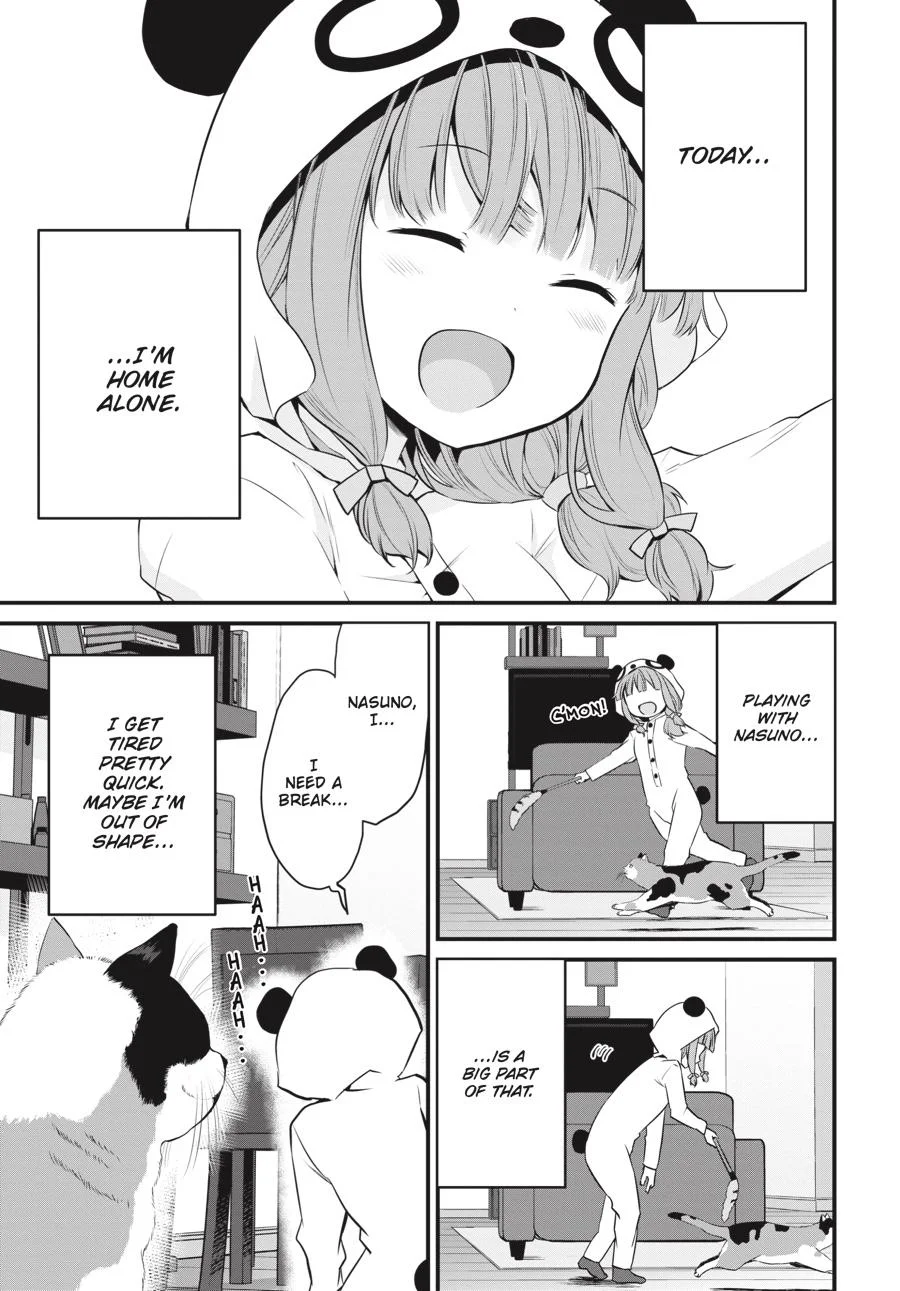 TODAY...
...I'M
HOME
ALONE.
PLAYING
WITH
NASUNO...
C'MON!
...IS A
BIG PART
OF THAT.
NASUNO,
I...
I
NEED A
BREAK...
I GET
TIRED
PRETTY
QUICK.
MAYBE I'M
OUT OF
SHAPE...
HAAH...
HAAH...